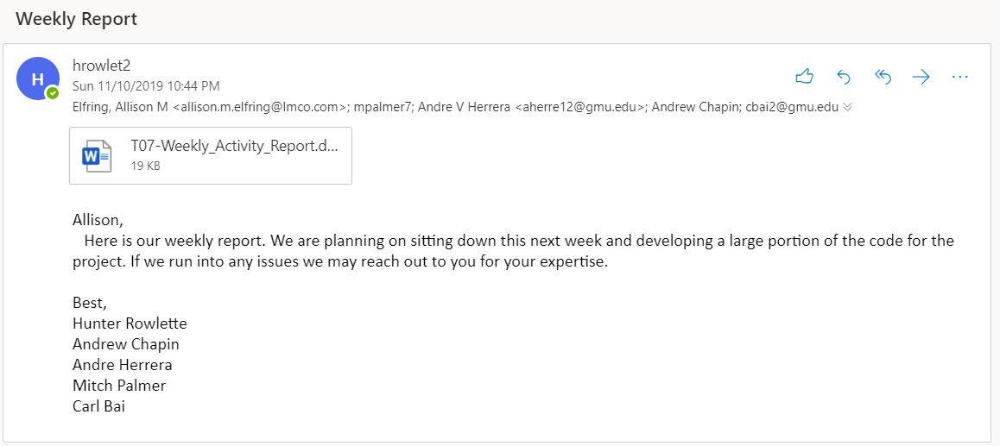 Weekly Report
H
hrowlet2
Sun 11/10/2019 10:44 PM
Elfring, Allison M <allison.m.elfring@lmco.com>; mpalmer7; Andre V Herrera <aherre12@gmu.edu>; Andrew Chapin; cbai2@gmu.edu
W
T07-Weekly_Activity_Report.d...
19 KB
Allison,
Here is our weekly report. We are planning on sitting down this next week and developing a large portion of the code for the
project. If we run into any issues we may reach out to you for your expertise.
Best,
Hunter Rowlette
Andrew Chapin
Andre Herrera
Mitch Palmer
Carl Bai